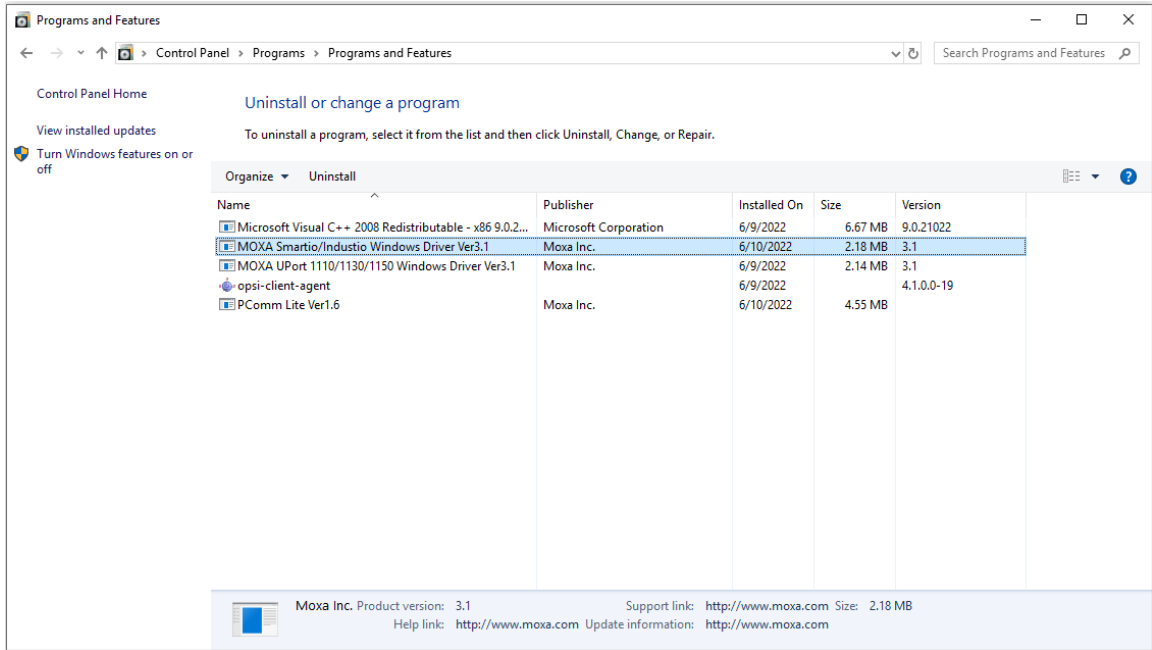 Programs and Features
Control Panel > Programs > Programs and Features
Search Programs and Features
Control Panel Home
View installed updates
Turn Windows features on or
off
Uninstall or change a program
To uninstall a program, select it from the list and then click Uninstall, Change, or Repair.
Organize Uninstall
Name Publisher Installed On Size Version
Microsoft Visual C++ 2008 Redistributable - x86 9.0.2... Microsoft Corporation 6/9/2022 6.67 MB 9.0.21022
MOXA Smartio/Industio Windows Driver Ver3.1 Moxa Inc. 6/10/2022 2.18 MB 3.1
MOXA UPort 1110/1130/1150 Windows Driver Ver3.1 Moxa Inc. 6/9/2022 2.14 MB 3.1
opsi-client-agent 6/9/2022 4.1.0.0-19
PComm Lite Ver1.6 Moxa Inc. 6/10/2022 4.55 MB
Moxa Inc. Product version: 3.1 Support link: http://www.moxa.com Size: 2.18 MB
Help link: http://www.moxa.com Update information: http://www.moxa.com